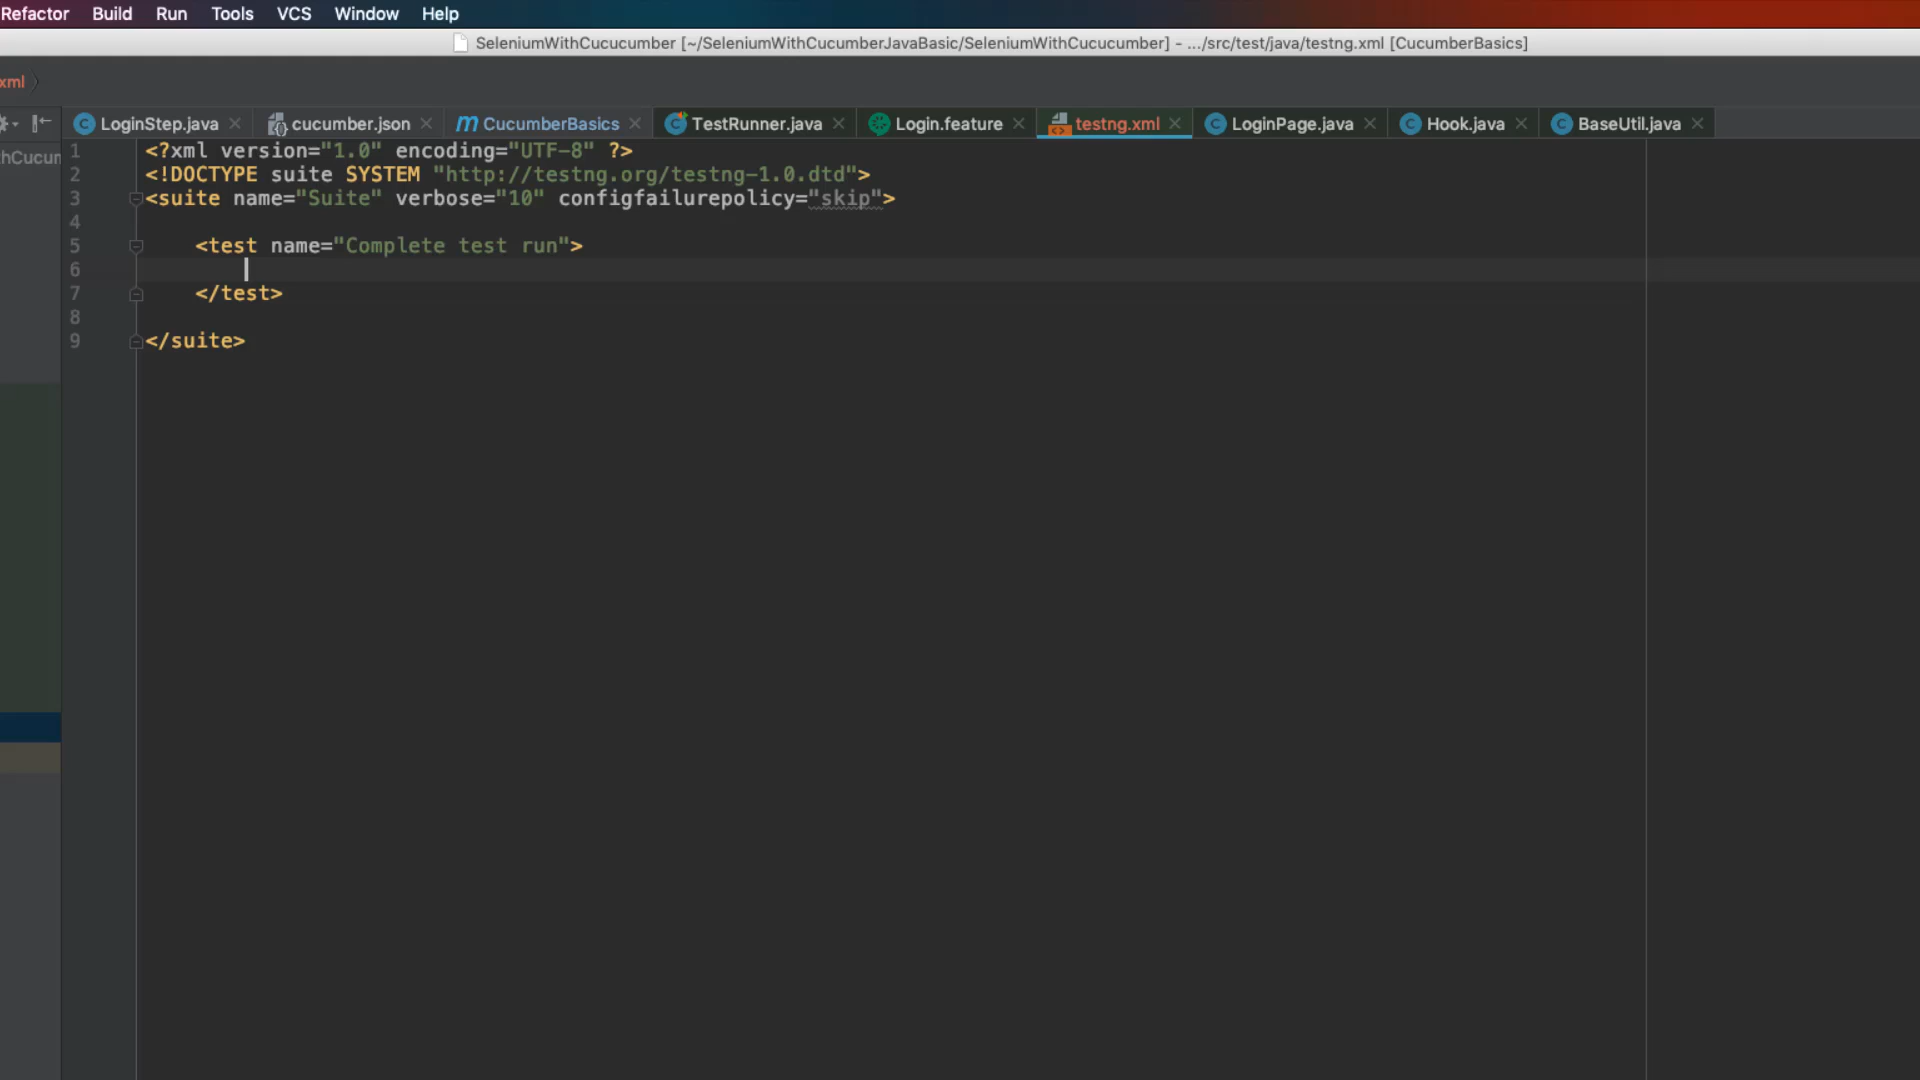 Refactor Build Run Tools VCS Window Help
SeleniumWithCucucumber [~/SeleniumWithCucumberJavaBasic/SeleniumWithCucucumber] - .../src/test/java/testng.xml [CucumberBasics]
xml
LoginStep.java cucumber.json CucumberBasics TestRunner.java Login.feature testng.xml LoginPage.java Hook.java BaseUtil.java
hCucum
1 <?xml version="1.0" encoding="UTF-8" ?>
2 <!DOCTYPE suite SYSTEM "http://testng.org/testng-1.0.dtd">
3 <suite name="Suite" verbose="10" configfailurepolicy="skip">
4
5 <test name="Complete test run">
6
7 </test>
8
9 </suite>